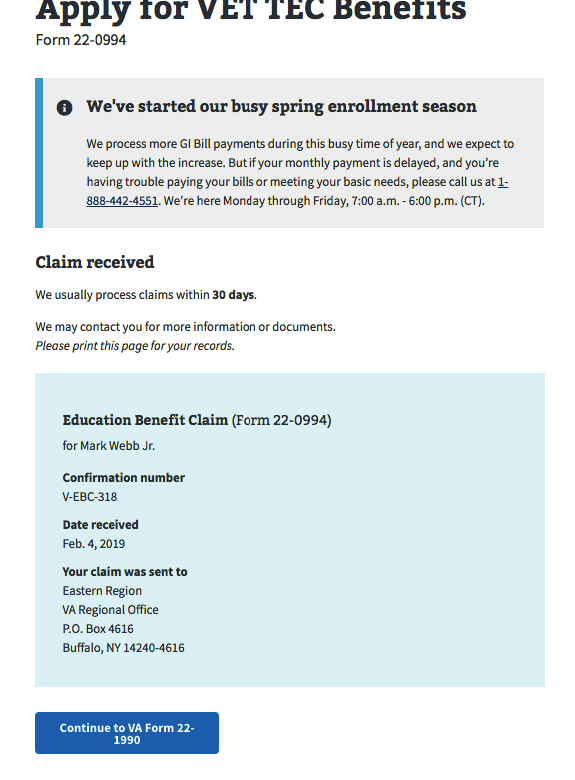 Apply for VET TEC Benefits
Form 22-0994
We've started our busy spring enrollment season
We process more GI Bill payments during this busy time of year, and we expect to
keep up with the increase. But if your monthly payment is delayed, and you're
having trouble paying your bills or meeting your basic needs, please call us at 1-
888-442-4551. We're here Monday through Friday, 7:00 a.m. - 6:00 p.m. (CT).
Claim received
We usually process claims within 30 days.
We may contact you for more information or documents.
Please print this page for your records.
Education Benefit Claim (Form 22-0994)
for Mark Webb Jr.
Confirmation number
V-EBC-318
Date received
Feb. 4, 2019
Your claim was sent to
Eastern Region
VA Regional Office
P.O. Box 4616
Buffalo, NY 14240-4616
Continue to VA Form 22-
1990